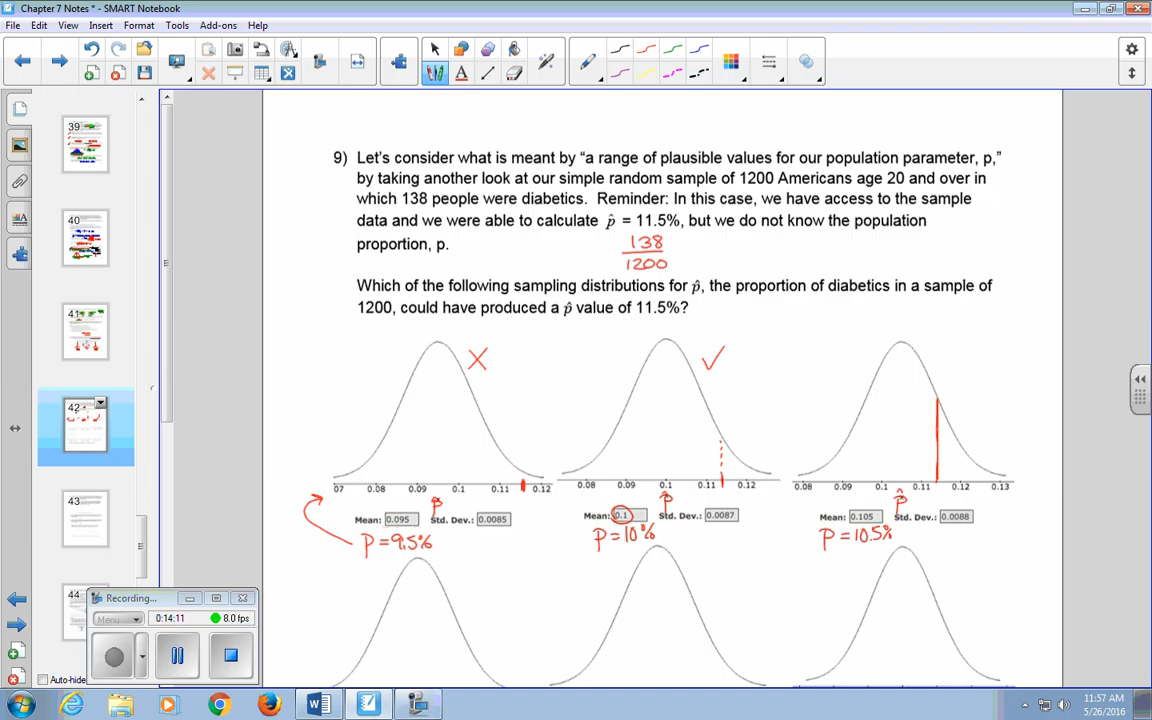 Chapter 7 Notes * - SMART Notebook
File Edit View Insert Format Tools Add-ons Help
39
40
41
42
43
44
9) Let's consider what is meant by "a range of plausible values for our population parameter, p,"
by taking another look at our simple random sample of 1200 Americans age 20 and over in
which 138 people were diabetics. Reminder: In this case, we have access to the sample
data and we were able to calculate p̂ = 11.5%, but we do not know the population
proportion, p.
138
1200
Which of the following sampling distributions for p̂, the proportion of diabetics in a sample of
1200, could have produced a p̂ value of 11.5%?
X ✓
07 0.08 0.09 0.1 0.11 0.12
0.08 0.09 0.1 0.11 0.12
0.08 0.09 0.1 0.11 0.12 0.13
p̂ p̂ p̂
Mean: 0.095 Std. Dev.: 0.0085
Mean: 0.1 Std. Dev.: 0.0087
Mean: 0.105 Std. Dev.: 0.0088
P = 9.5% P = 10% P = 10.5%
Recording...
Menu 0:14:11 8.0 fps
Auto-hide
11:57 AM
5/26/2016